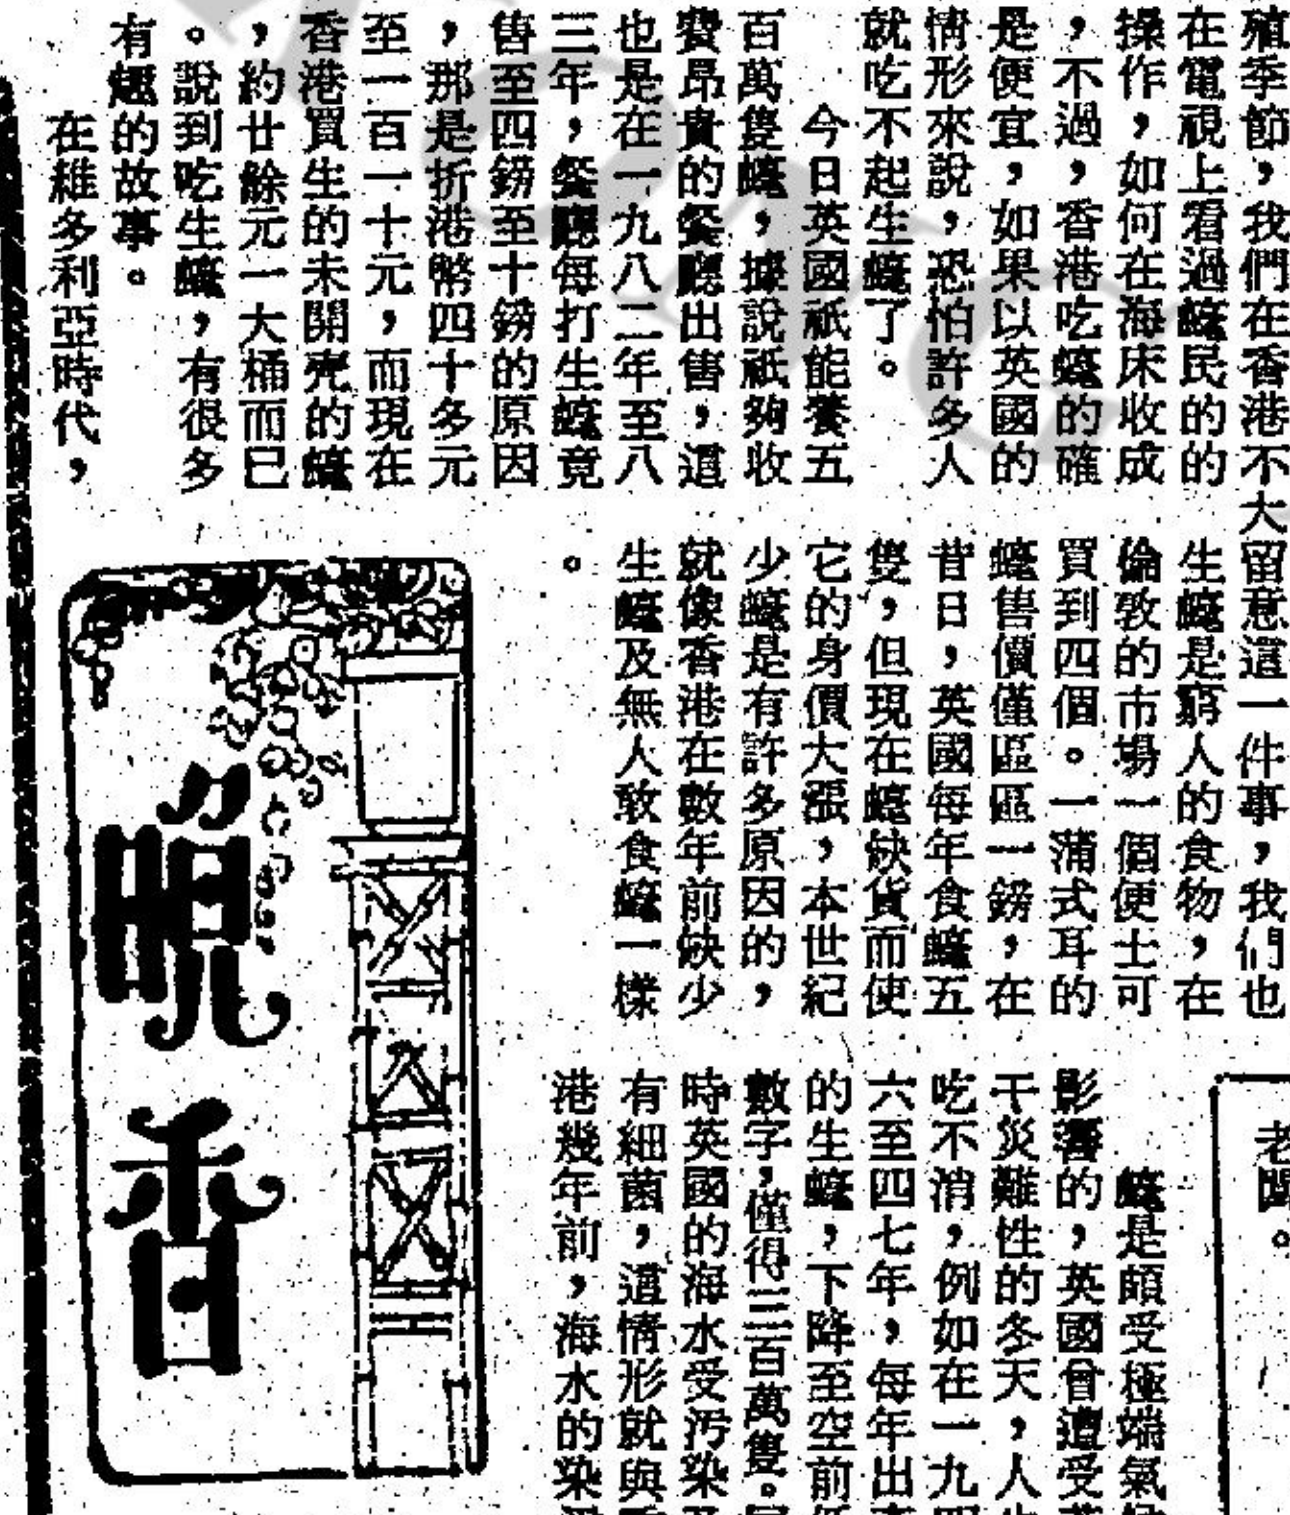 殖季節，我們在香港不大
在電視上看過蠔民的的
操作，如何在海床收成
，不過，香港吃蠔的確
是便宜，如果以英國的
情形來說，恐怕許多人
就吃不起生蠔了。
今日英國祇能養五
百萬隻蠔，據說祇夠收
費昂貴的餐廳出售，這
也是在一九八二年至八
三年，餐廳每打生蠔竟
售至四鎊至十鎊的原因
，那是折港幣四十多元
至一百一十元，而現在
香港買生的未開殼的蠔
，約廿餘元一大桶而已
。說到吃生蠔，有很多
有趣的故事。
在維多利亞時代，
留意這一件事，我們也
生蠔是窮人的食物，在
倫敦的市場一個便士可
買到四個。一蒲式耳的
蠔售價僅區區一鎊，在
昔日，英國每年食蠔五
隻，但現在蠔缺貨而使
它的身價大漲，本世紀
少蠔是有許多原因的，
就像香港在數年前缺少
生蠔及無人敢食蠔一樣
。
老闆。
蠔是頗受極端氣
影響的，英國曾遭受
干災難性的冬天，人
吃不消，例如在一九四
六至四七年，每年出
的生蠔，下降至空前
數字，僅得三百萬隻。
時英國的海水受污染
有細菌，這情形就與
港幾年前，海水的染
晚香